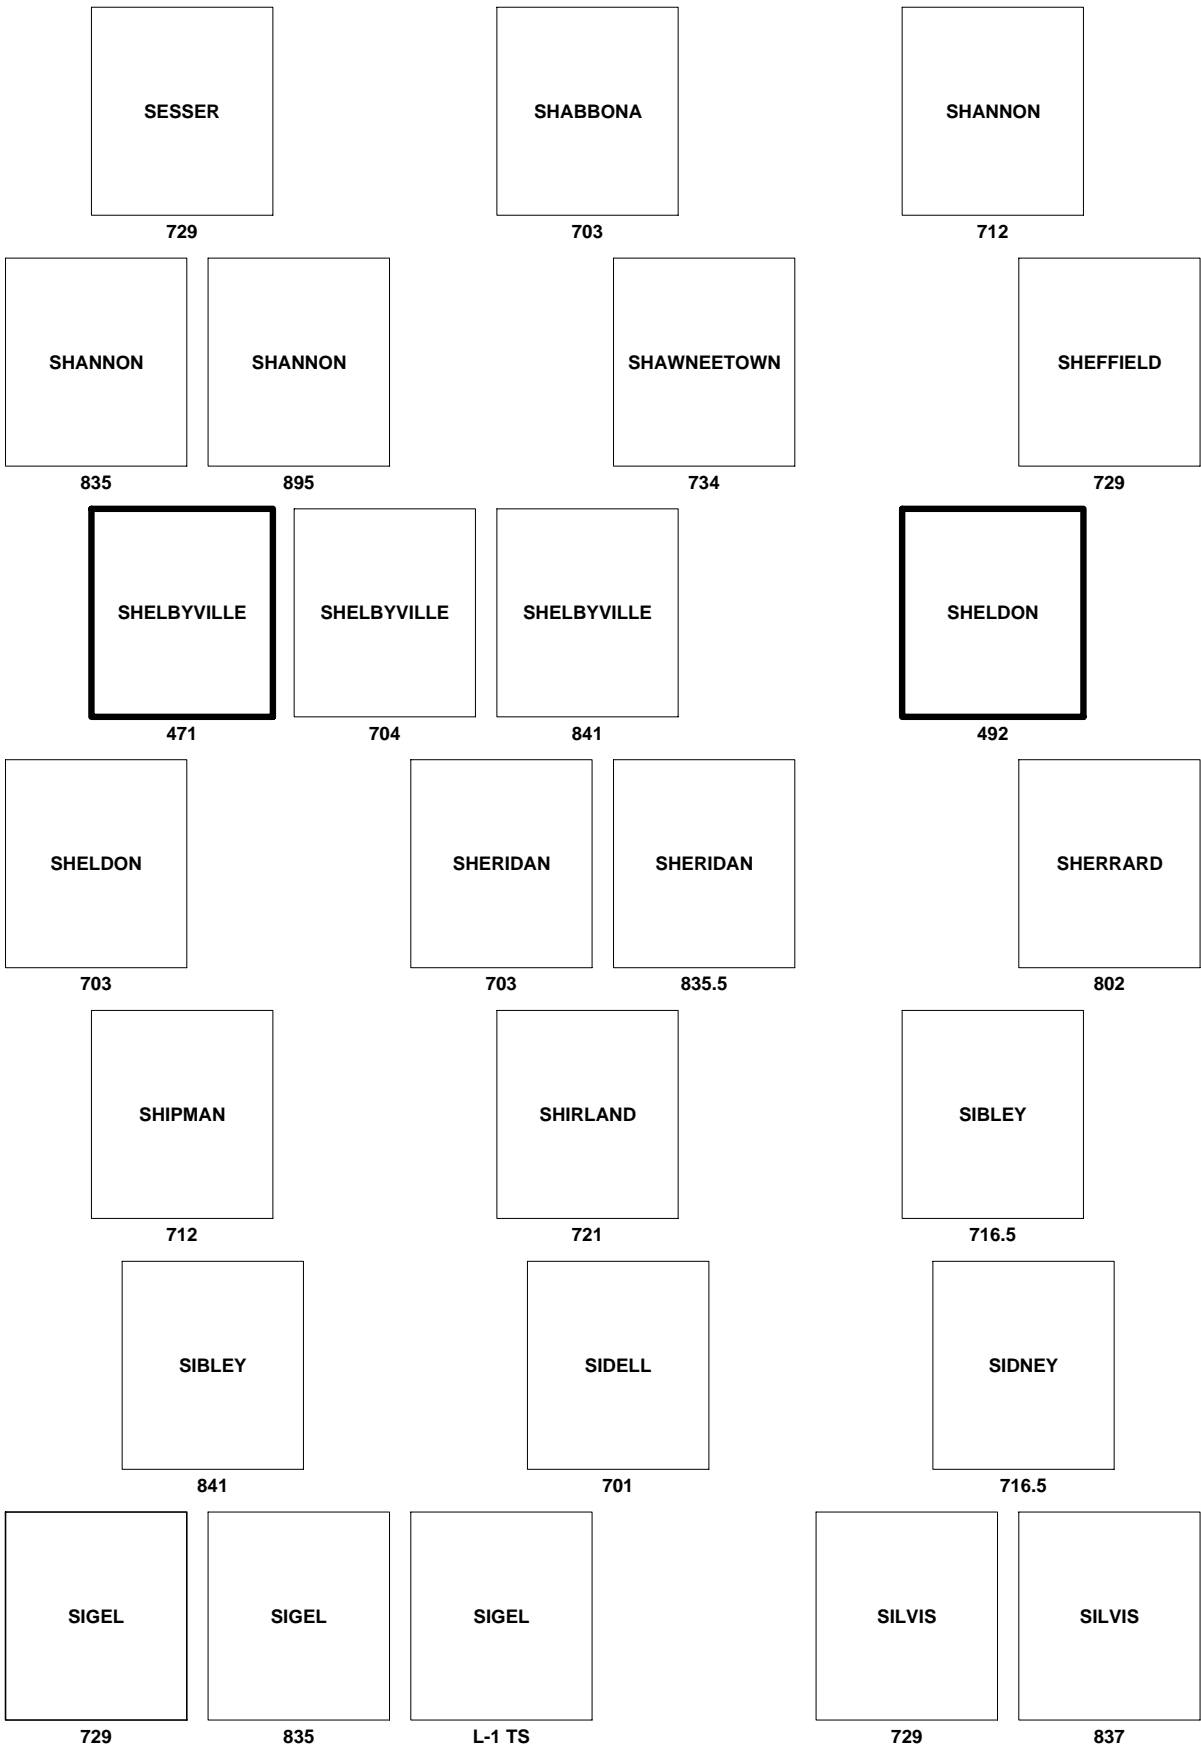 SESSER SHABBONA SHANNON
729 703 712
SHANNON SHANNON SHAWNEETOWN SHEFFIELD
835 895 734 729
SHELBYVILLE SHELBYVILLE SHELBYVILLE SHELDON
471 704 841 492
SHELDON SHERIDAN SHERIDAN SHERRARD
703 703 835.5 802
SHIPMAN SHIRLAND SIBLEY
712 721 716.5
SIBLEY SIDELL SIDNEY
841 701 716.5
SIGEL SIGEL SIGEL SILVIS SILVIS
729 835 L-1 TS 729 837